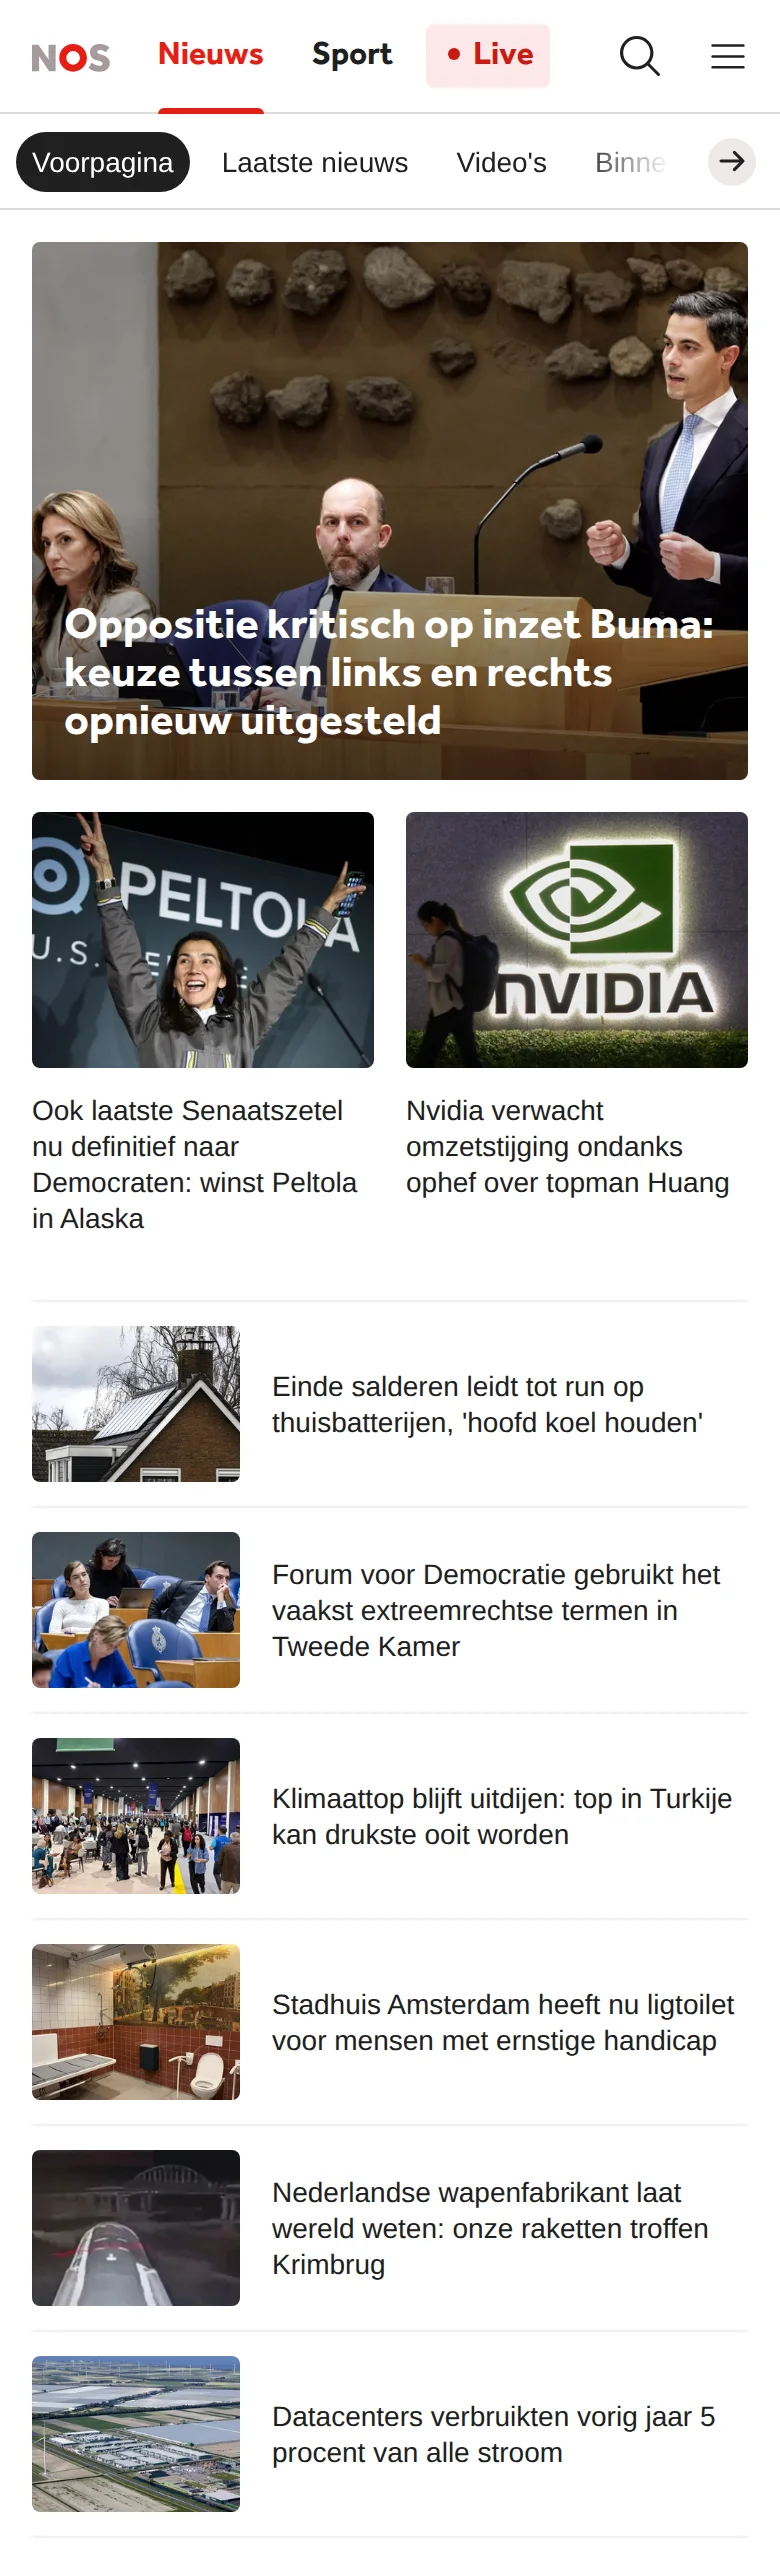 NOS
Nieuws
Sport
Live
Voorpagina
Laatste nieuws
Video's
Binne
Oppositie kritisch op inzet Buma:
keuze tussen links en rechts
opnieuw uitgesteld
PELTOLA
U.S.
NVIDIA
Ook laatste Senaatszetel
nu definitief naar
Democraten: winst Peltola
in Alaska
Nvidia verwacht
omzetstijging ondanks
ophef over topman Huang
Einde salderen leidt tot run op
thuisbatterijen, 'hoofd koel houden'
Forum voor Democratie gebruikt het
vaakst extreemrechtse termen in
Tweede Kamer
Klimaattop blijft uitdijen: top in Turkije
kan drukste ooit worden
Stadhuis Amsterdam heeft nu ligtoilet
voor mensen met ernstige handicap
Nederlandse wapenfabrikant laat
wereld weten: onze raketten troffen
Krimbrug
Datacenters verbruikten vorig jaar 5
procent van alle stroom